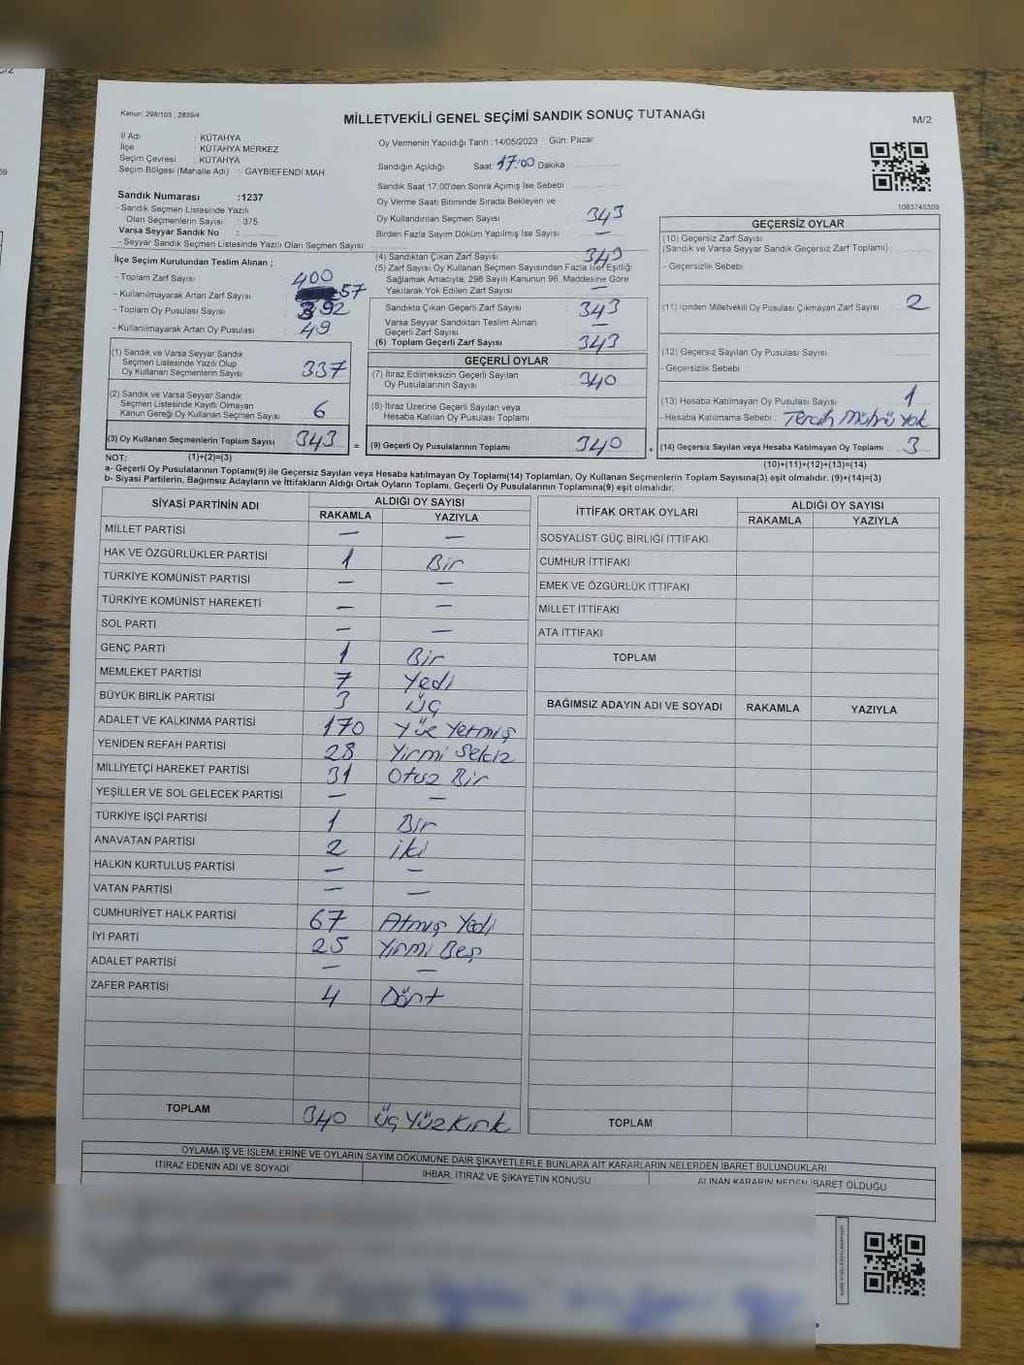 Kanun: 298/105 , 2839/4
MİLLETVEKİLİ GENEL SEÇİMİ SANDIK SONUÇ TUTANAĞI
M/2
İl Adı : KÜTAHYA
İlçe : KÜTAHYA MERKEZ
Seçim Çevresi : KÜTAHYA
Seçim Bölgesi (Mahalle Adı) : GAYBİEFENDİ MAH
Oy Vermenin Yapıldığı Tarih :14/05/2023 Gün: Pazar
Sandığın Açıldığı Saat: 17:00 Dakika
Sandık Saat 17.00'den Sonra Açılmış İse Sebebi
Oy Verme Saati Bitiminde Sırada Bekleyen ve
Oy Kullandırılan Seçmen Sayısı 343
Birden Fazla Sayım Döküm Yapılmış İse Sayısı —
1083745309
Sandık Numarası :1237
- Sandık Seçmen Listesinde Yazılı
Olan Seçmenlerin Sayısı : 375
Varsa Seyyar Sandık No :
- Seyyar Sandık Seçmen Listesinde Yazılı Olan Seçmen Sayısı
İlçe Seçim Kurulundan Teslim Alınan ;
- Toplam Zarf Sayısı 400
- Kullanılmayarak Artan Zarf Sayısı 57
- Toplam Oy Pusulası Sayısı 392
- Kullanılmayarak Artan Oy Pusulası 49
(1) Sandık ve Varsa Seyyar Sandık
Seçmen Listesinde Yazılı Olup
Oy Kullanan Seçmenlerin Sayısı 337
(2) Sandık ve Varsa Seyyar Sandık
Seçmen Listesinde Kayıtlı Olmayan
Kanun Gereği Oy Kullanan Seçmen Sayısı 6
(3) Oy Kullanan Seçmenlerin Toplam Sayısı 343 =
(4) Sandıktan Çıkan Zarf Sayısı 343
(5) Zarf Sayısı Oy Kullanan Seçmen Sayısından Fazla İse, Eşitliği
Sağlamak Amacıyla, 298 Sayılı Kanunun 98. Maddesine Göre
Yakılarak Yok Edilen Zarf Sayısı —
Sandıkta Çıkan Geçerli Zarf Sayısı 343
Varsa Seyyar Sandıktan Teslim Alınan
Geçerli Zarf Sayısı —
(6) Toplam Geçerli Zarf Sayısı 343
GEÇERLİ OYLAR
(7) İtiraz Edilmeksizin Geçerli Sayılan
Oy Pusulalarının Sayısı 340
(8) İtiraz Üzerine Geçerli Sayılan veya
Hesaba Katılan Oy Pusulası Toplamı
(9) Geçerli Oy Pusulalarının Toplamı 340 +
GEÇERSİZ OYLAR
(10) Geçersiz Zarf Sayısı
(Sandık ve Varsa Seyyar Sandık Geçersiz Zarf Toplamı) :
- Geçersizlik Sebebi
(11) İçinden Milletvekili Oy Pusulası Çıkmayan Zarf Sayısı 2
(12) Geçersiz Sayılan Oy Pusulası Sayısı
- Geçersizlik Sebebi
(13) Hesaba Katılmayan Oy Pusulası Sayısı 1
- Hesaba Katılmama Sebebi : Tercih Mührü Yok
(14) Geçersiz Sayılan veya Hesaba Katılmayan Oy Toplamı 3
NOT: (1)+(2)=(3)
(10)+(11)+(12)+(13)=(14)
a- Geçerli Oy Pusulalarının Toplamı(9) ile Geçersiz Sayılan veya Hesaba katılmayan Oy Toplamı(14) Toplamları, Oy Kullanan Seçmenlerin Toplam Sayısına(3) eşit olmalıdır. (9)+(14)=(3)
b- Siyasi Partilerin, Bağımsız Adayların ve İttifakların Aldığı Ortak Oyların Toplamı, Geçerli Oy Pusulalarının Toplamına(9) eşit olmalıdır.
SİYASİ PARTİNİN ADI ALDIĞI OY SAYISI
RAKAMLA YAZIYLA
MİLLET PARTİSİ — —
HAK VE ÖZGÜRLÜKLER PARTİSİ 1 Bir
TÜRKİYE KOMÜNİST PARTİSİ — —
TÜRKİYE KOMÜNİST HAREKETİ — —
SOL PARTİ — —
GENÇ PARTİ 1 Bir
MEMLEKET PARTİSİ 7 Yedi
BÜYÜK BİRLİK PARTİSİ 3 Üç
ADALET VE KALKINMA PARTİSİ 170 Yüz Yetmiş
YENİDEN REFAH PARTİSİ 28 Yirmi Sekiz
MİLLİYETÇİ HAREKET PARTİSİ 31 Otuz Bir
YEŞİLLER VE SOL GELECEK PARTİSİ — —
TÜRKİYE İŞÇİ PARTİSİ 1 Bir
ANAVATAN PARTİSİ 2 iki
HALKIN KURTULUŞ PARTİSİ — —
VATAN PARTİSİ — —
CUMHURİYET HALK PARTİSİ 67 Atmış Yedi
İYİ PARTİ 25 Yirmi Beş
ADALET PARTİSİ — —
ZAFER PARTİSİ 4 Dört
TOPLAM 340 Üç Yüz Kırk
İTTİFAK ORTAK OYLARI ALDIĞI OY SAYISI
RAKAMLA YAZIYLA
SOSYALİST GÜÇ BİRLİĞİ İTTİFAKI
CUMHUR İTTİFAKI
EMEK VE ÖZGÜRLÜK İTTİFAKI
MİLLET İTTİFAKI
ATA İTTİFAKI
TOPLAM
BAĞIMSIZ ADAYIN ADI VE SOYADI RAKAMLA YAZIYLA
TOPLAM
OYLAMA İŞ VE İŞLEMLERİNE VE OYLARIN SAYIM DÖKÜMÜNE DAİR ŞİKAYETLERLE BUNLARA AİT KARARLARIN NELERDEN İBARET BULUNDUKLARI
İTİRAZ EDENİN ADI VE SOYADI İHBAR, İTİRAZ VE ŞİKAYETİN KONUSU ALINAN KARARIN NEDEN İBARET OLDUĞU